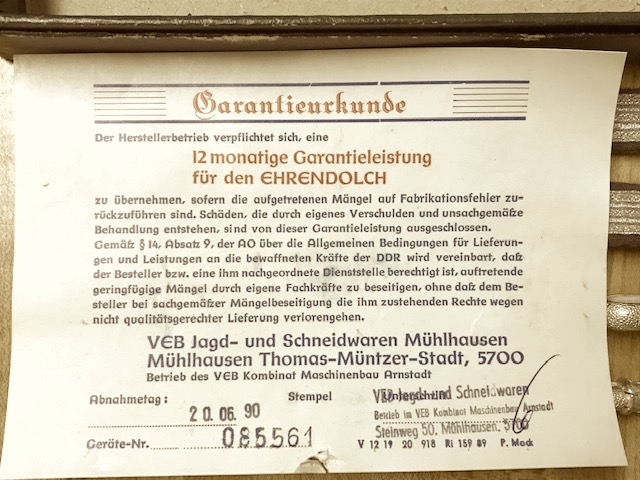 Garantieurkunde
Der Herstellerbetrieb verpflichtet sich, eine
12 monatige Garantieleistung
für den EHRENDOLCH
zu übernehmen, sofern die aufgetretenen Mängel auf Fabrikationsfehler zu-
rückzuführen sind. Schäden, die durch eigenes Verschulden und unsachgemäße
Behandlung entstehen, sind von dieser Garantieleistung ausgeschlossen.
Gemäß § 14, Absatz 9, der AO über die Allgemeinen Bedingungen für Lieferun-
gen und Leistungen an die bewaffneten Kräfte der DDR wird vereinbart, daß
der Besteller bzw. eine ihm nachgeordnete Dienststelle berechtigt ist, auftretende
geringfügige Mängel durch eigene Fachkräfte zu beseitigen, ohne daß dem Be-
steller bei sachgemäßer Mängelbeseitigung die ihm zustehenden Rechte wegen
nicht qualitätsgerechter Lieferung verlorengehen.
VEB Jagd- und Schneidwaren Mühlhausen
Mühlhausen Thomas-Müntzer-Stadt, 5700
Betrieb des VEB Kombinat Maschinenbau Arnstadt
Abnahmetag: 20.06.90 Stempel Unterschrift
VEB Jagd- und Schneidwaren
Betrieb im VEB Kombinat Maschinenbau Arnstadt
Steinweg 50, Mühlhausen, 5700
Geräte-Nr. 085561
V 12 19 20 918 Ri 159 89 P. Mock